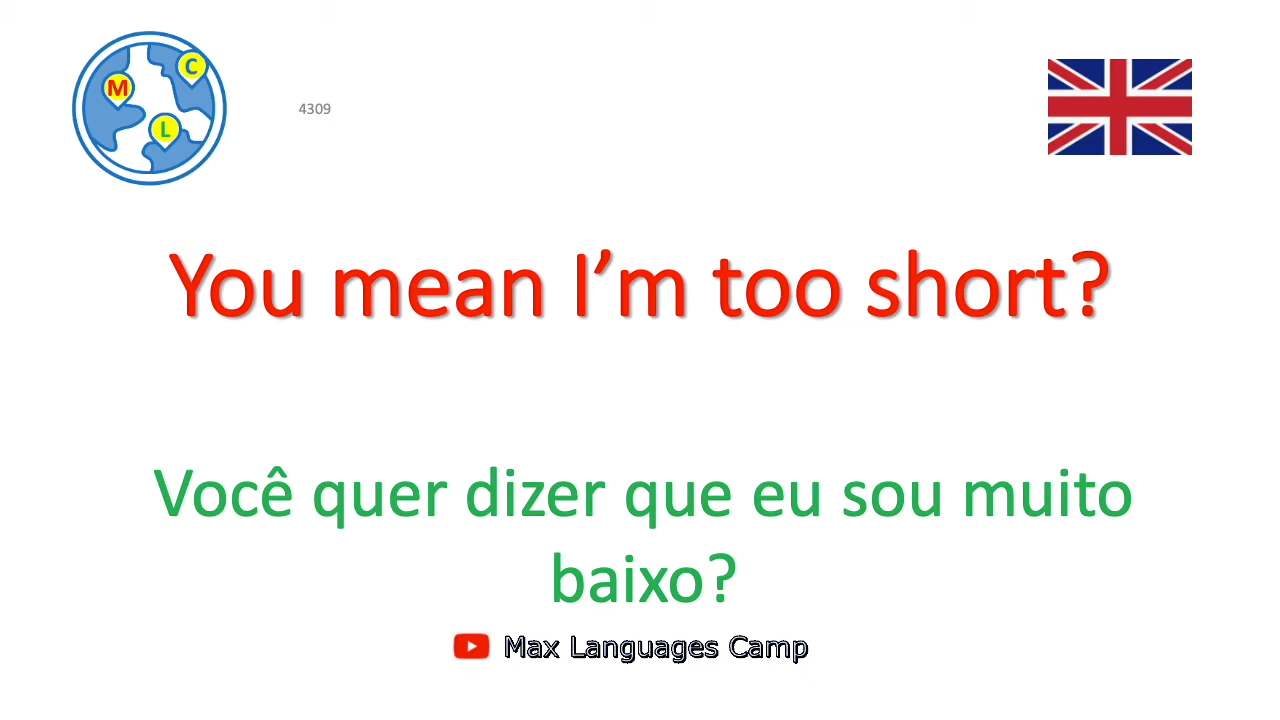 C
M
L
4309
You mean I’m too short?
Você quer dizer que eu sou muito
baixo?
Max Languages Camp